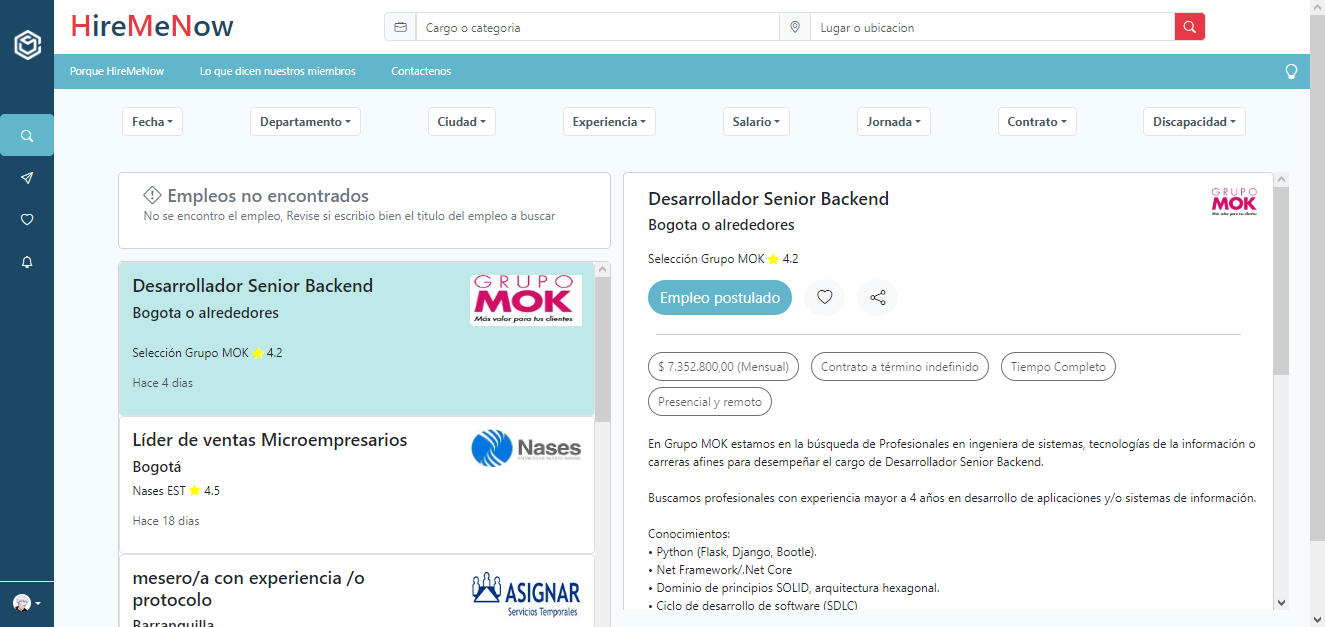 HireMeNow
Cargo o categoria
Lugar o ubicacion
Porque HireMeNow
Lo que dicen nuestros miembros
Contactenos
Fecha
Departamento
Ciudad
Experiencia
Salario
Jornada
Contrato
Discapacidad
Empleos no encontrados
No se encontro el empleo, Revise si escribio bien el titulo del empleo a buscar
Desarrollador Senior Backend
Bogota o alrededores
Selección Grupo MOK 4.2
Hace 4 dias
GRUPO
MOK
Más valor para tus clientes
Líder de ventas Microempresarios
Bogotá
Nases EST 4.5
Hace 18 dias
Nases
mesero/a con experiencia /o
protocolo
Barranquilla
ASIGNAR
Servicios Temporales
Desarrollador Senior Backend
Bogota o alrededores
GRUPO
MOK
Más valor para tus clientes
Selección Grupo MOK 4.2
Empleo postulado
$ 7.352.800,00 (Mensual)
Contrato a término indefinido
Tiempo Completo
Presencial y remoto
En Grupo MOK estamos en la búsqueda de Profesionales en ingeniera de sistemas, tecnologías de la información o
carreras afines para desempeñar el cargo de Desarrollador Senior Backend.
Buscamos profesionales con experiencia mayor a 4 años en desarrollo de aplicaciones y/o sistemas de información.
Conocimientos:
• Python (Flask, Django, Bootle).
• Net Framework/.Net Core
• Dominio de principios SOLID, arquitectura hexagonal.
• Ciclo de desarrollo de software (SDLC)